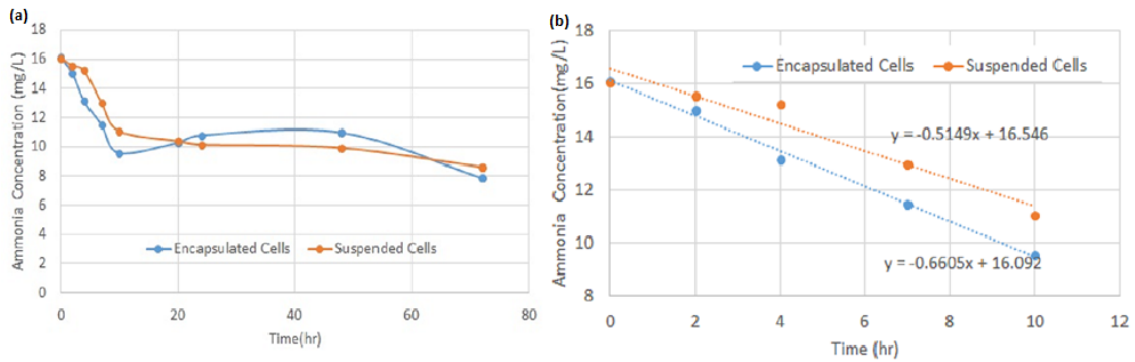 (a)
18
16
14
12
10
8
6
4
2
0
Ammonia Concentration (mg/L)
Encapsulated Cells
Suspended Cells
0 20 40 60 80
Time(hr)
(b)
18
16
14
12
10
8
Ammonia Concentration(mg/L)
Encapsulated Cells
Suspended Cells
y = -0.5149x + 16.546
y = -0.6605x + 16.092
0 2 4 6 8 10 12
Time (hr)